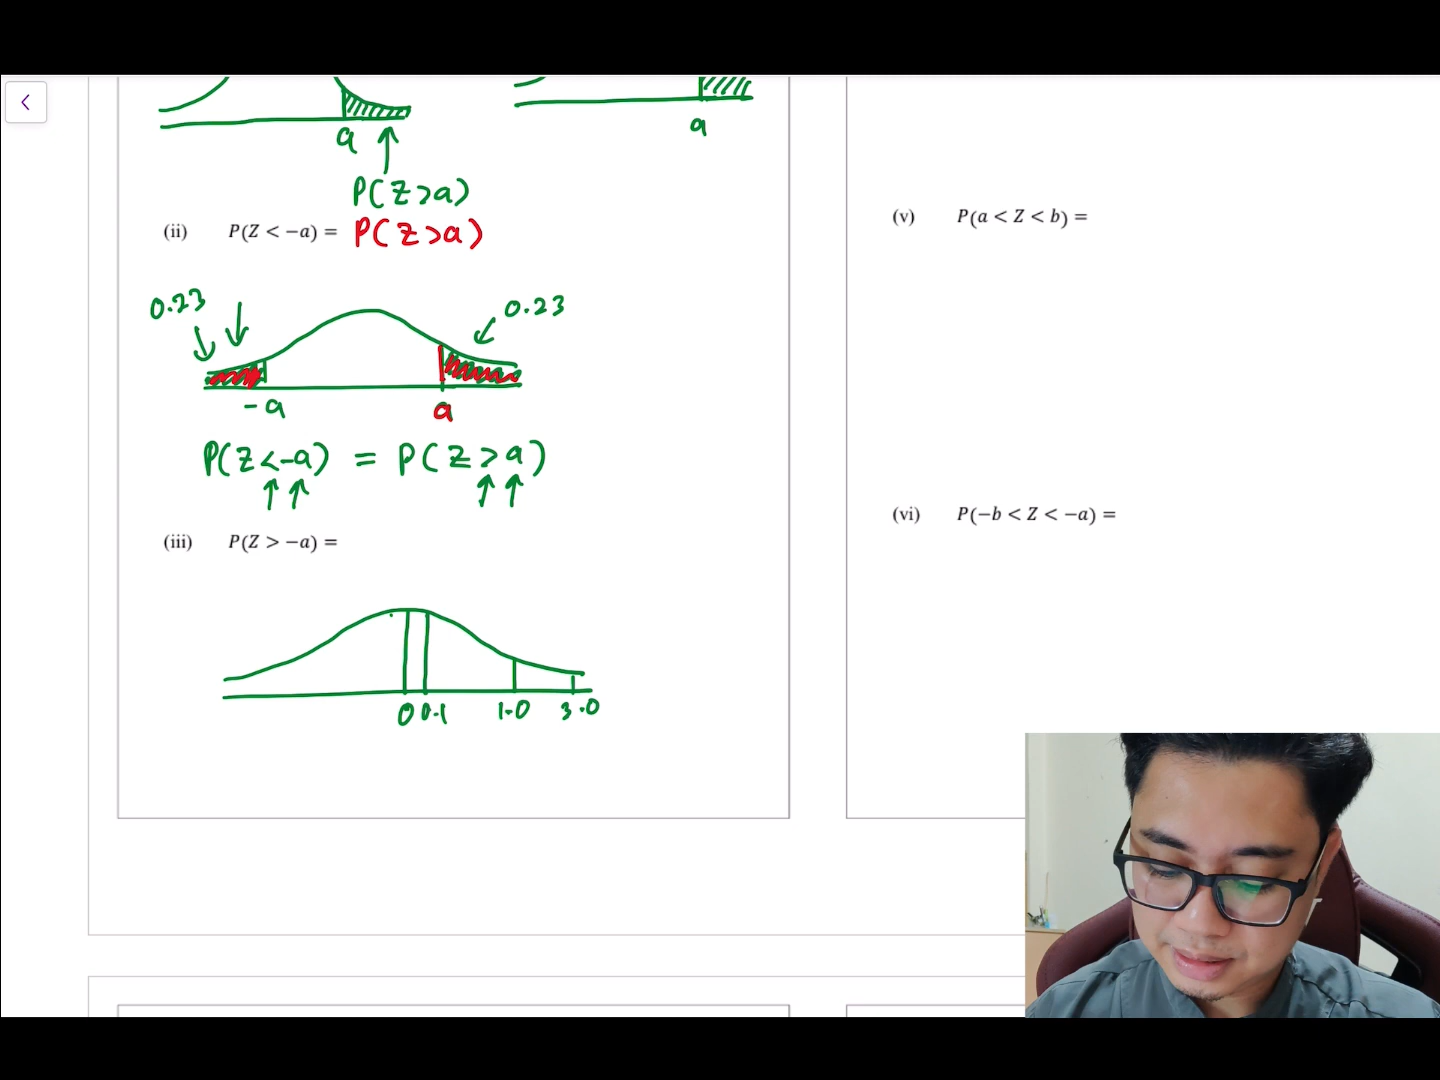 a
a
P(Z>a)
(ii) P(Z < −a) = P(Z>a)
0.23
0.23
-a
a
P(Z<-a) = P(Z>a)
(iii) P(Z > −a) =
0 0.1 1.0 3.0
(v) P(a < Z < b) =
(vi) P(−b < Z < −a) =